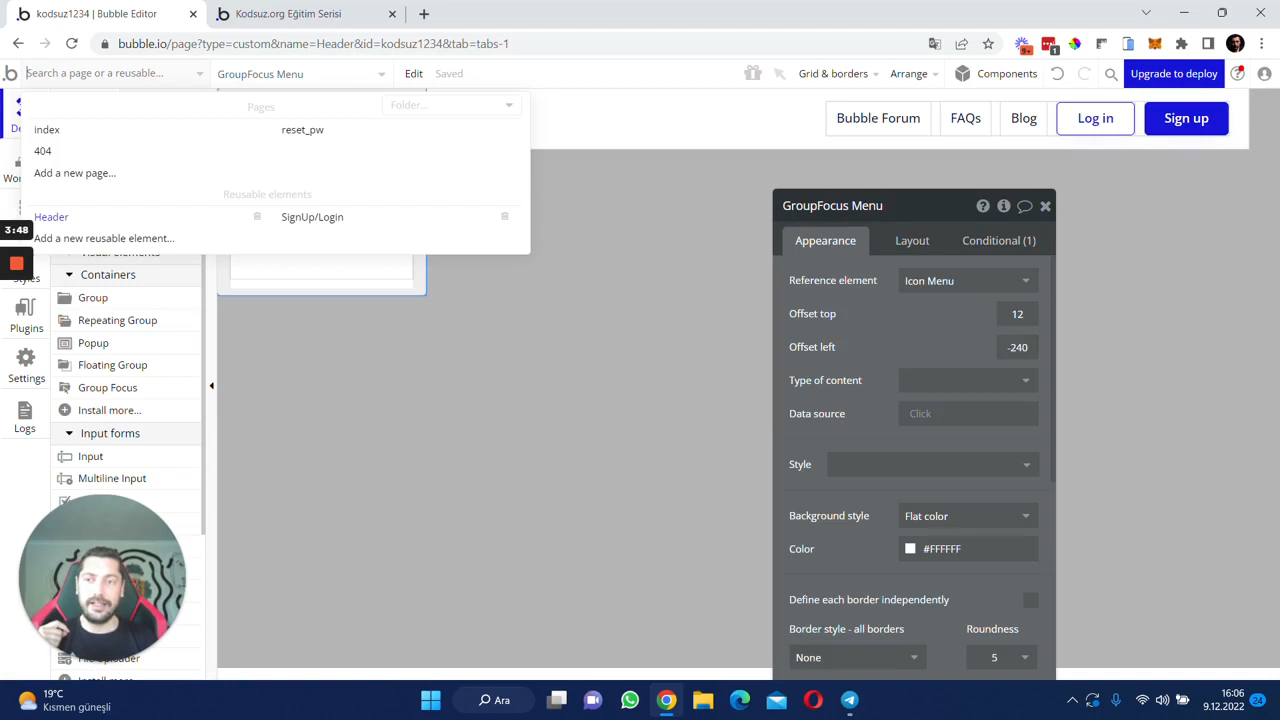 kodsuz1234 | Bubble Editor
Kodsuz.org Eğitim Serisi
bubble.io/page?type=custom&name=Header&id=kodsuz1234&tab=tabs-1
9+
1
Search a page or a reusable...
GroupFocus Menu
Edit
Saved
Grid & borders
Arrange
Components
Upgrade to deploy
Pages
Folder...
index
reset_pw
404
Add a new page...
Reusable elements
Header
SignUp/Login
Add a new reusable element...
Bubble Forum
FAQs
Blog
Log in
Sign up
3:48
Plugins
Settings
Logs
Containers
Group
Repeating Group
Popup
Floating Group
Group Focus
Install more...
Input forms
Input
Multiline Input
GroupFocus Menu
Appearance
Layout
Conditional (1)
Reference element
Icon Menu
Offset top
12
Offset left
-240
Type of content
Data source
Click
Style
Background style
Flat color
Color
#FFFFFF
Define each border independently
Border style - all borders
Roundness
None
5
19°C
Kısmen güneşli
Ara
16:06
9.12.2022
24